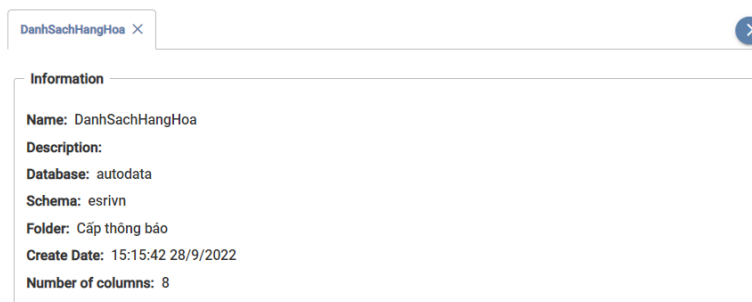 DanhSachHangHoa
Information
Name: DanhSachHangHoa
Description:
Database: autodata
Schema: esrivn
Folder: Cấp thông báo
Create Date: 15:15:42 28/9/2022
Number of columns: 8